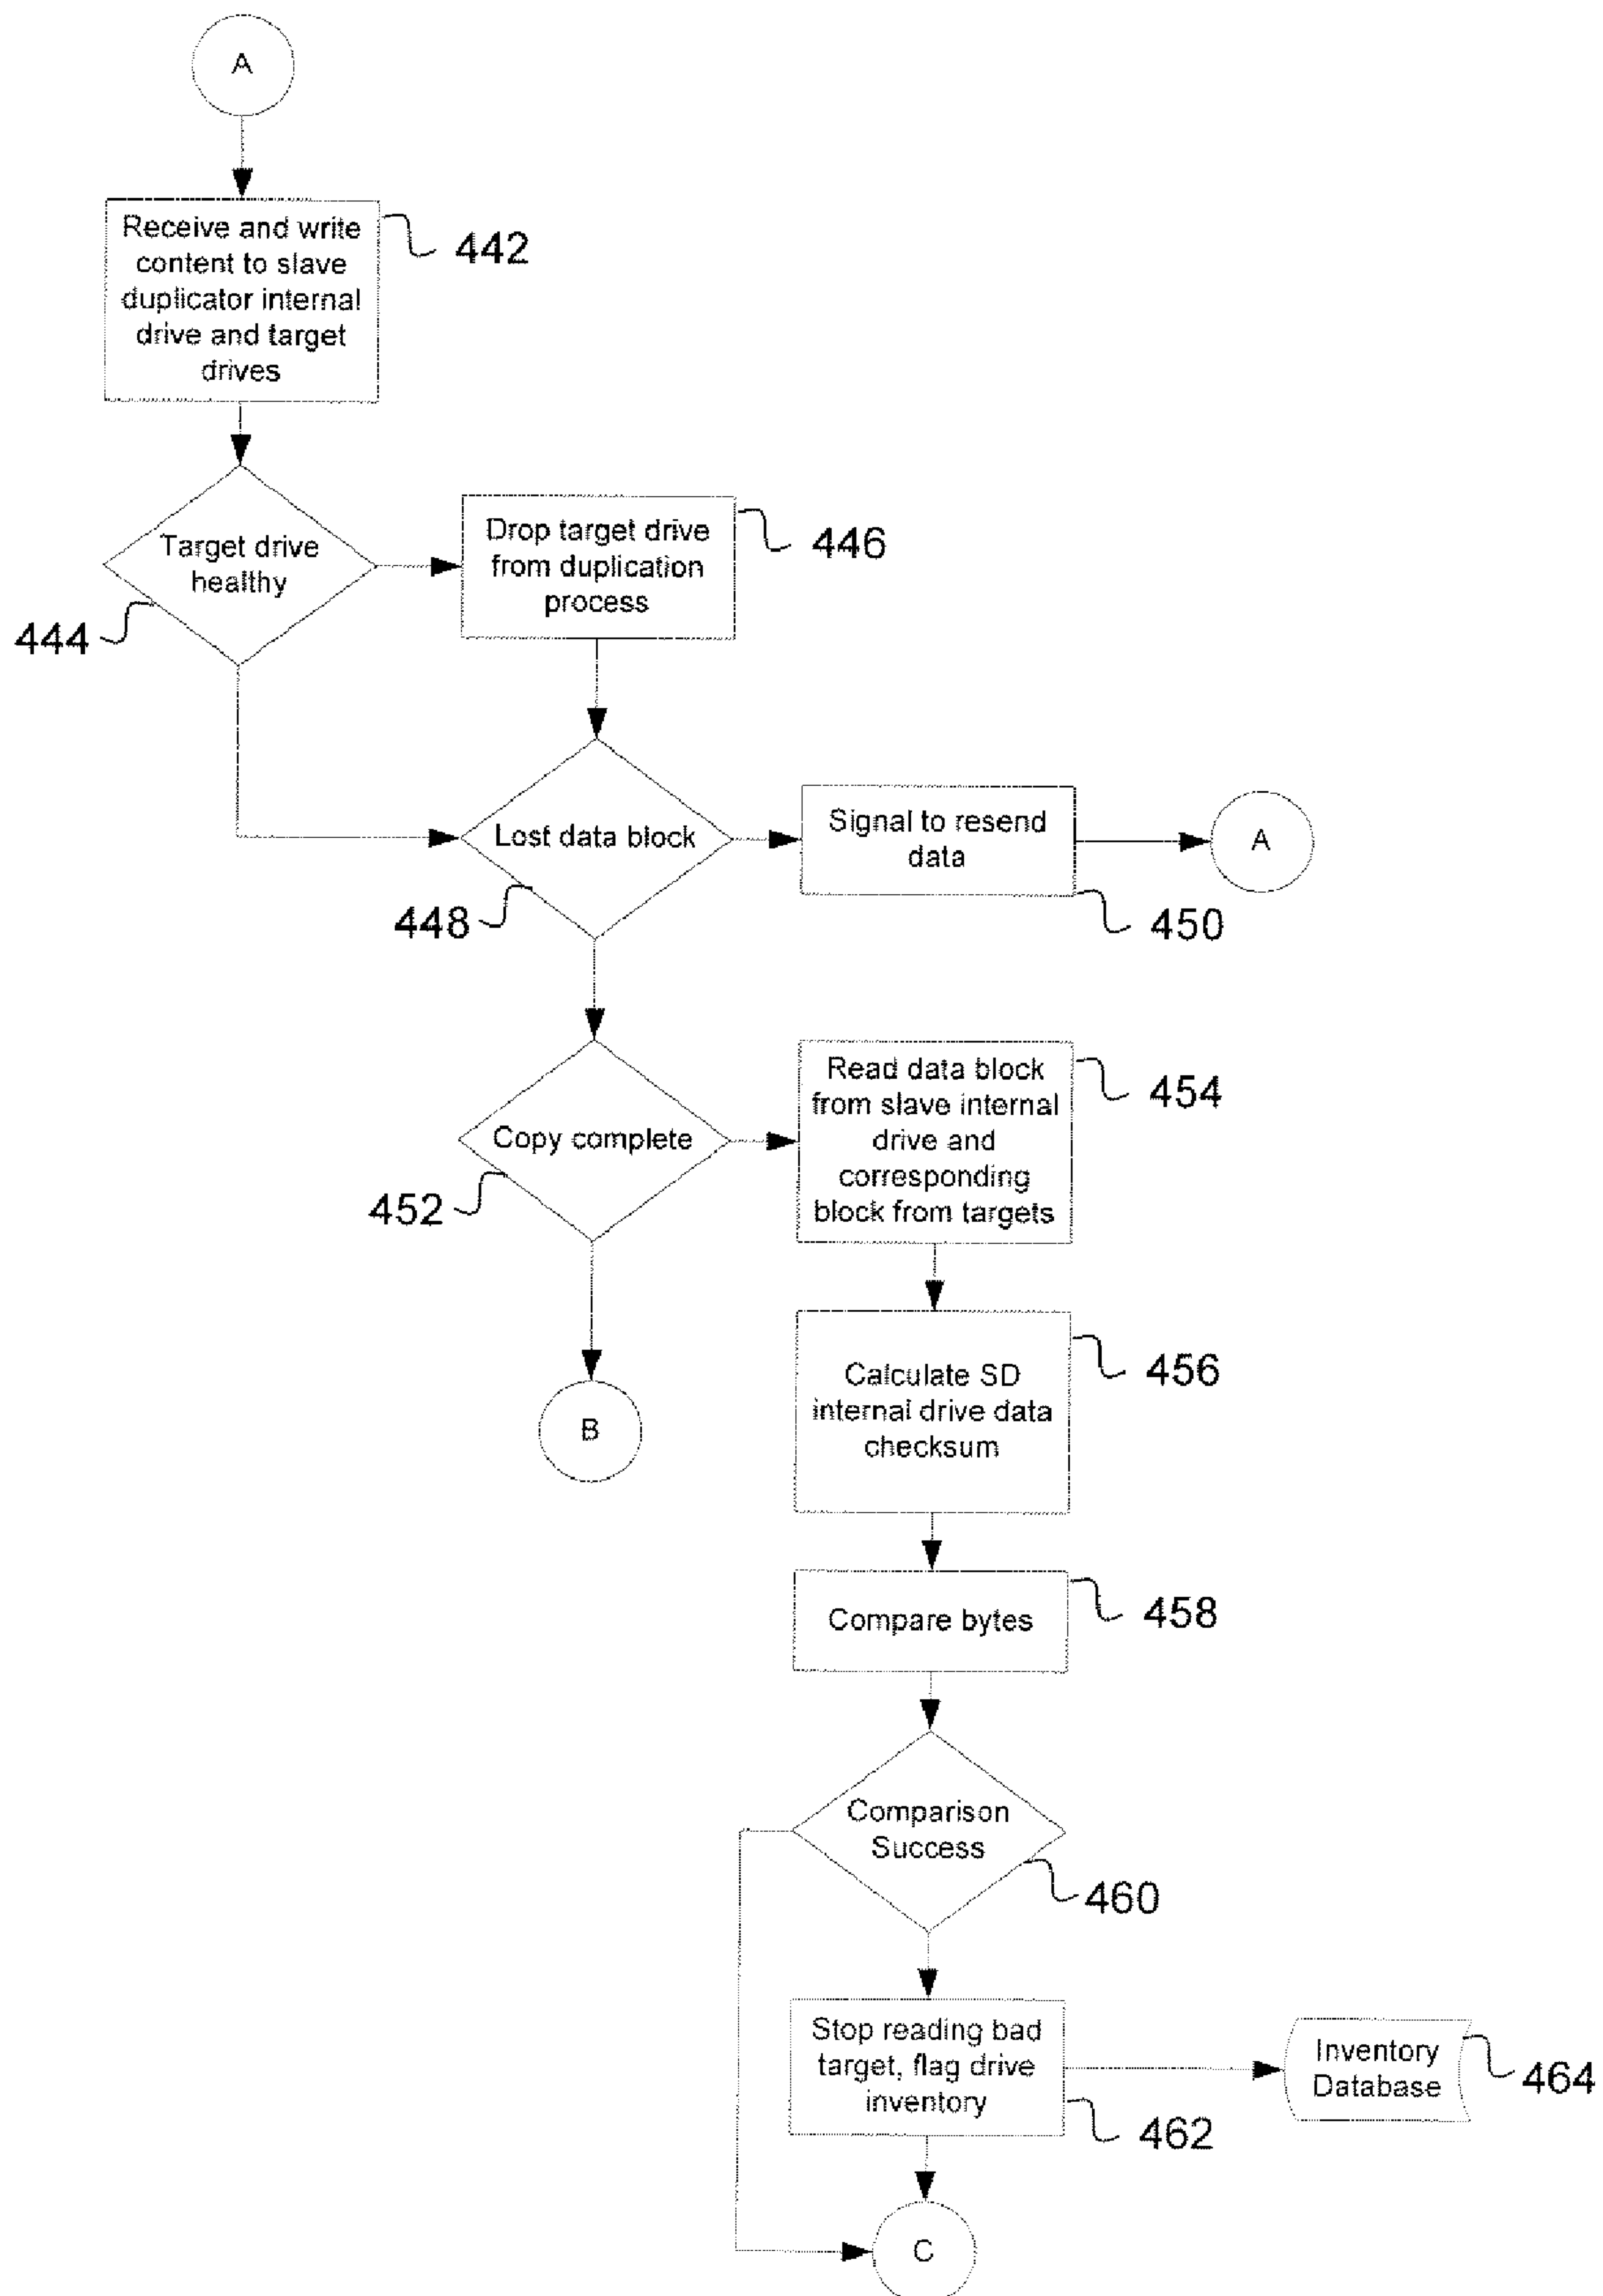 A
Receive and write
content to slave
duplicator internal
drive and target
drives
442
Target drive
healthy
444
Drop target drive
from duplication
process
446
Lost data block
448
Signal to resend
data
450
A
Copy complete
452
Read data block
from slave internal
drive and
corresponding
block from targets
454
B
Calculate SD
internal drive data
checksum
456
Compare bytes
458
Comparison
Success
460
Stop reading bad
target, flag drive
inventory
462
Inventory
Database
464
C